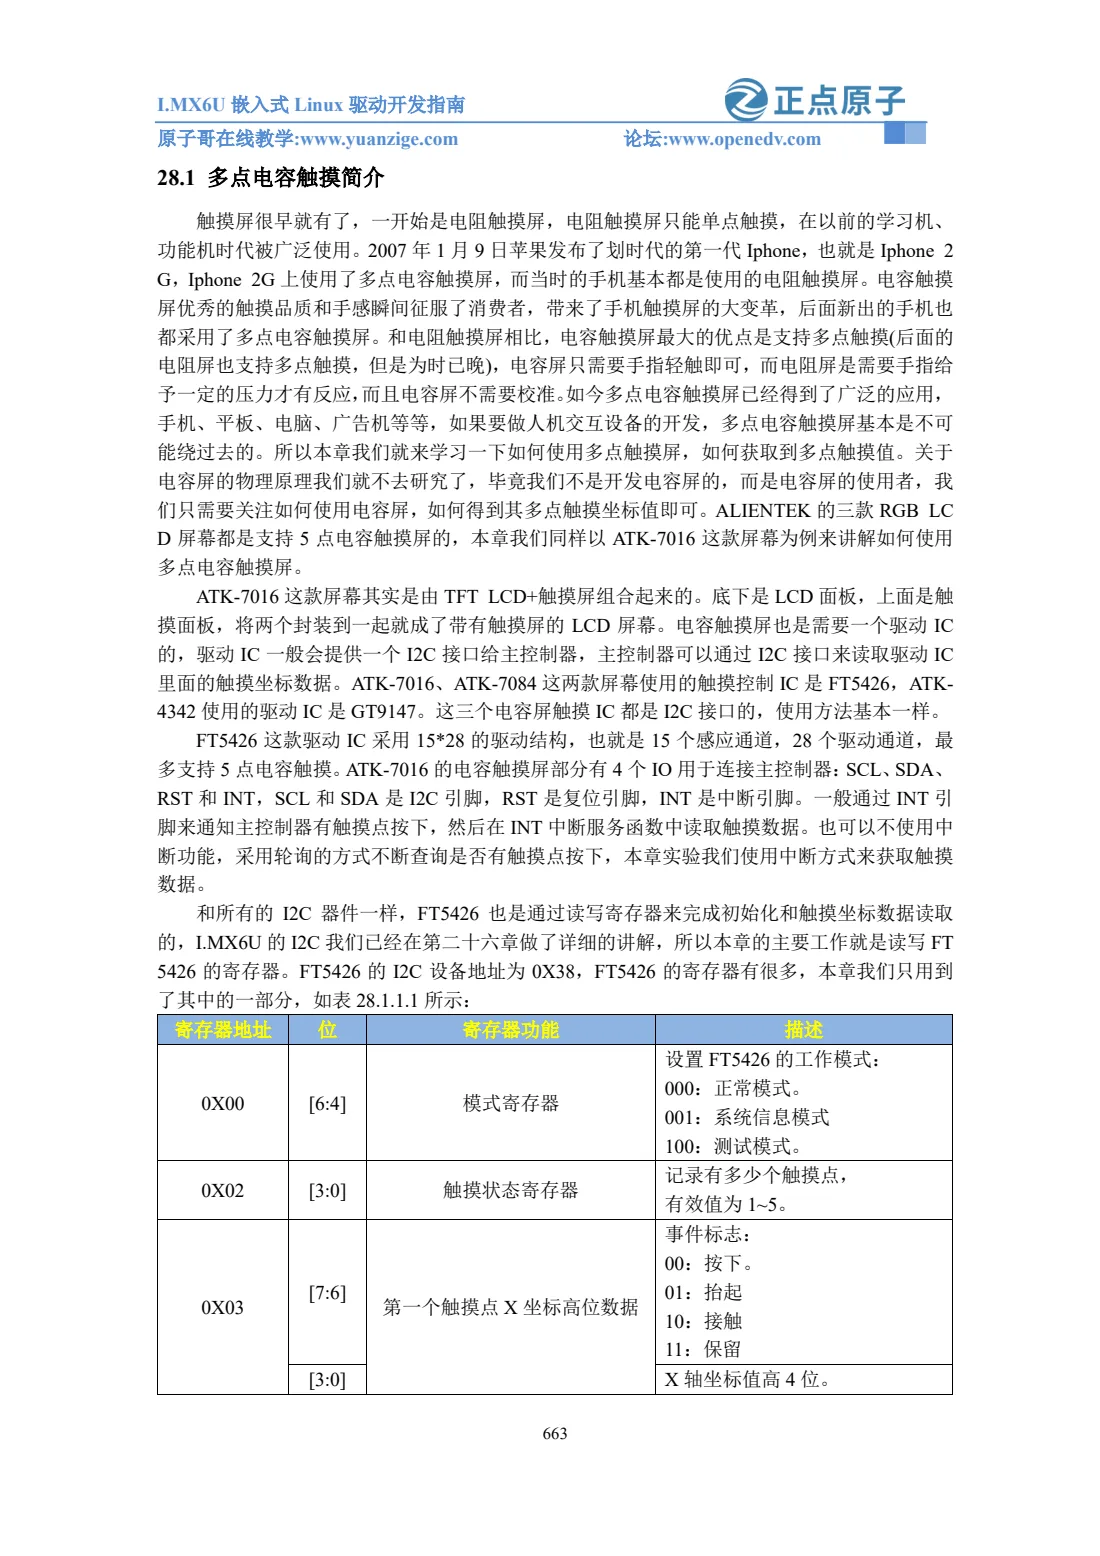 I.MX6U 嵌入式 Linux 驱动开发指南
正点原子
原子哥在线教学:www.yuanzige.com 论坛:www.openedv.com
28.1 多点电容触摸简介
触摸屏很早就有了，一开始是电阻触摸屏，电阻触摸屏只能单点触摸，在以前的学习机、
功能机时代被广泛使用。2007 年 1 月 9 日苹果发布了划时代的第一代 Iphone，也就是 Iphone 2
G，Iphone 2G 上使用了多点电容触摸屏，而当时的手机基本都是使用的电阻触摸屏。电容触摸
屏优秀的触摸品质和手感瞬间征服了消费者，带来了手机触摸屏的大变革，后面新出的手机也
都采用了多点电容触摸屏。和电阻触摸屏相比，电容触摸屏最大的优点是支持多点触摸(后面的
电阻屏也支持多点触摸，但是为时已晚)，电容屏只需要手指轻触即可，而电阻屏是需要手指给
予一定的压力才有反应，而且电容屏不需要校准。如今多点电容触摸屏已经得到了广泛的应用，
手机、平板、电脑、广告机等等，如果要做人机交互设备的开发，多点电容触摸屏基本是不可
能绕过去的。所以本章我们就来学习一下如何使用多点触摸屏，如何获取到多点触摸值。关于
电容屏的物理原理我们就不去研究了，毕竟我们不是开发电容屏的，而是电容屏的使用者，我
们只需要关注如何使用电容屏，如何得到其多点触摸坐标值即可。ALIENTEK 的三款 RGB LC
D 屏幕都是支持 5 点电容触摸屏的，本章我们同样以 ATK-7016 这款屏幕为例来讲解如何使用
多点电容触摸屏。
ATK-7016 这款屏幕其实是由 TFT LCD+触摸屏组合起来的。底下是 LCD 面板，上面是触
摸面板，将两个封装到一起就成了带有触摸屏的 LCD 屏幕。电容触摸屏也是需要一个驱动 IC
的，驱动 IC 一般会提供一个 I2C 接口给主控制器，主控制器可以通过 I2C 接口来读取驱动 IC
里面的触摸坐标数据。ATK-7016、ATK-7084 这两款屏幕使用的触摸控制 IC 是 FT5426，ATK-
4342 使用的驱动 IC 是 GT9147。这三个电容屏触摸 IC 都是 I2C 接口的，使用方法基本一样。
FT5426 这款驱动 IC 采用 15*28 的驱动结构，也就是 15 个感应通道，28 个驱动通道，最
多支持 5 点电容触摸。ATK-7016 的电容触摸屏部分有 4 个 IO 用于连接主控制器：SCL、SDA、
RST 和 INT，SCL 和 SDA 是 I2C 引脚，RST 是复位引脚，INT 是中断引脚。一般通过 INT 引
脚来通知主控制器有触摸点按下，然后在 INT 中断服务函数中读取触摸数据。也可以不使用中
断功能，采用轮询的方式不断查询是否有触摸点按下，本章实验我们使用中断方式来获取触摸
数据。
和所有的 I2C 器件一样，FT5426 也是通过读写寄存器来完成初始化和触摸坐标数据读取
的，I.MX6U 的 I2C 我们已经在第二十六章做了详细的讲解，所以本章的主要工作就是读写 FT
5426 的寄存器。FT5426 的 I2C 设备地址为 0X38，FT5426 的寄存器有很多，本章我们只用到
了其中的一部分，如表 28.1.1.1 所示：
寄存器地址 位 寄存器功能 描述
0X00 [6:4] 模式寄存器
设置 FT5426 的工作模式：
000：正常模式。
001：系统信息模式
100：测试模式。
0X02 [3:0] 触摸状态寄存器
记录有多少个触摸点，
有效值为 1~5。
0X03 [7:6] 第一个触摸点 X 坐标高位数据
事件标志：
00：按下。
01：抬起
10：接触
11：保留
[3:0] X 轴坐标值高 4 位。
663